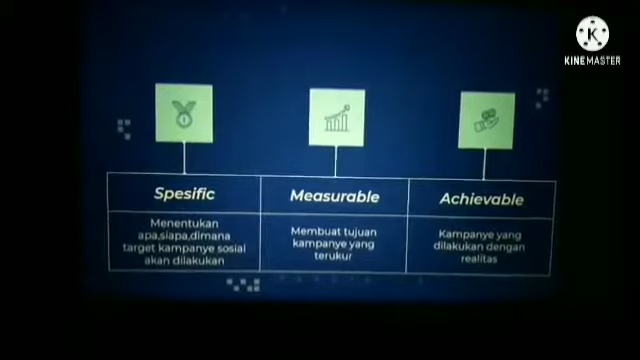 K
KINEMASTER
Spesific
Measurable
Achievable
Menentukan
apa,siapa,dimana
target kampanye sosial
akan dilakukan
Membuat tujuan
kampanye yang
terukur
Kampanye yang
dilakukan dengan
realitas